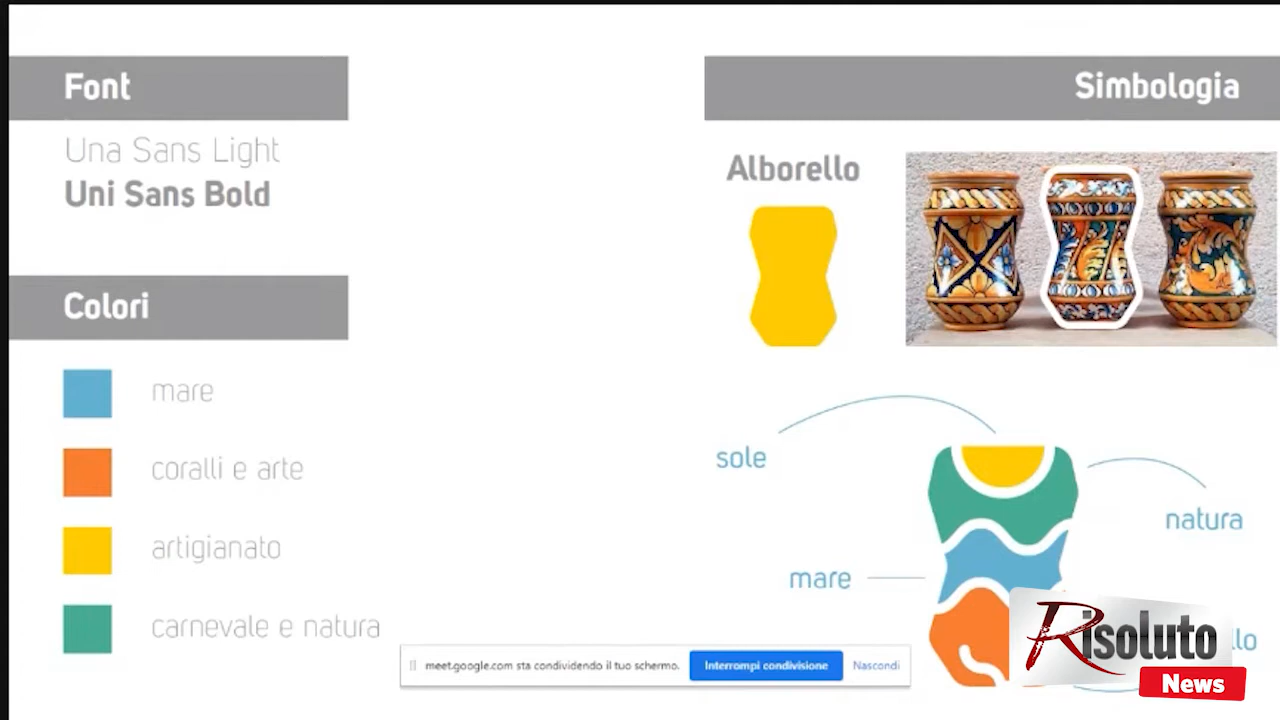 Font
Una Sans Light
Uni Sans Bold
Colori
mare
coralli e arte
artigianato
carnevale e natura
Simbologia
Alborello
sole
natura
mare
meet.google.com sta condividendo il tuo schermo.
Interrompi condivisione
Nascondi
Risoluto
News